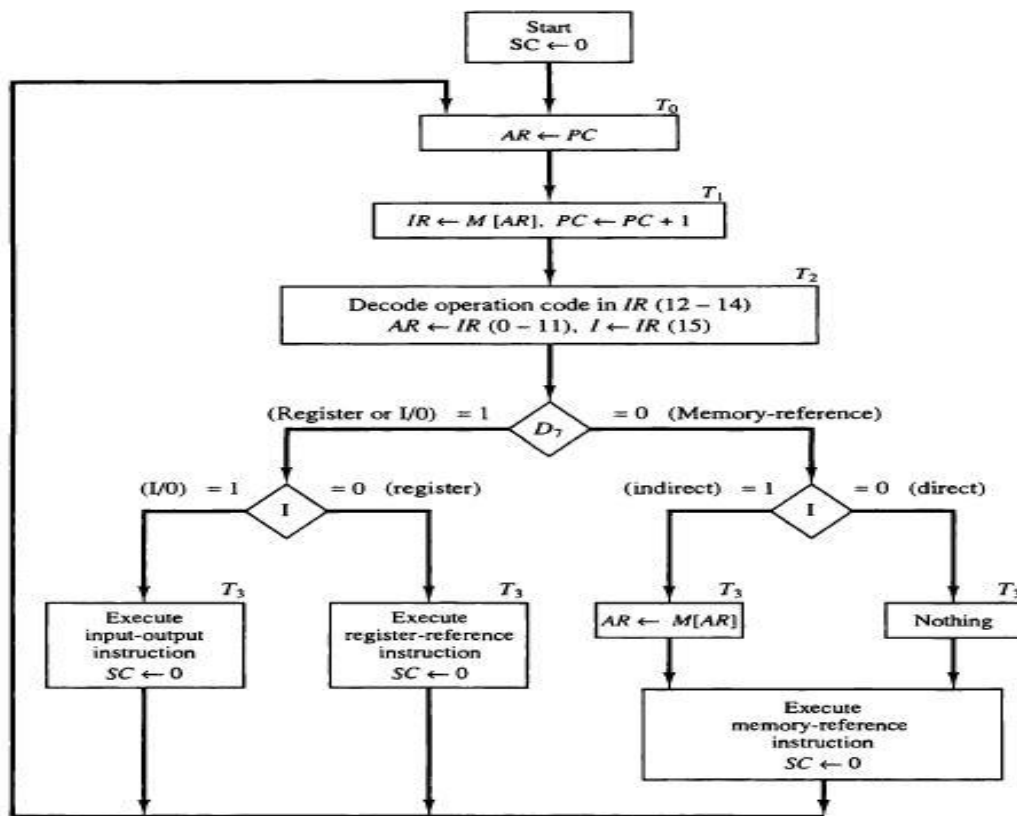 Start
SC ← 0
T₀
AR ← PC
T₁
IR ← M [AR], PC ← PC + 1
T₂
Decode operation code in IR (12 – 14)
AR ← IR (0 – 11), I ← IR (15)
(Register or I/0) = 1
= 0 (Memory-reference)
D₇
(I/0) = 1
= 0 (register)
I
(indirect) = 1
= 0 (direct)
I
T₃
Execute
input-output
instruction
SC ← 0
T₃
Execute
register-reference
instruction
SC ← 0
T₃
AR ← M[AR]
T₃
Nothing
Execute
memory-reference
instruction
SC ← 0